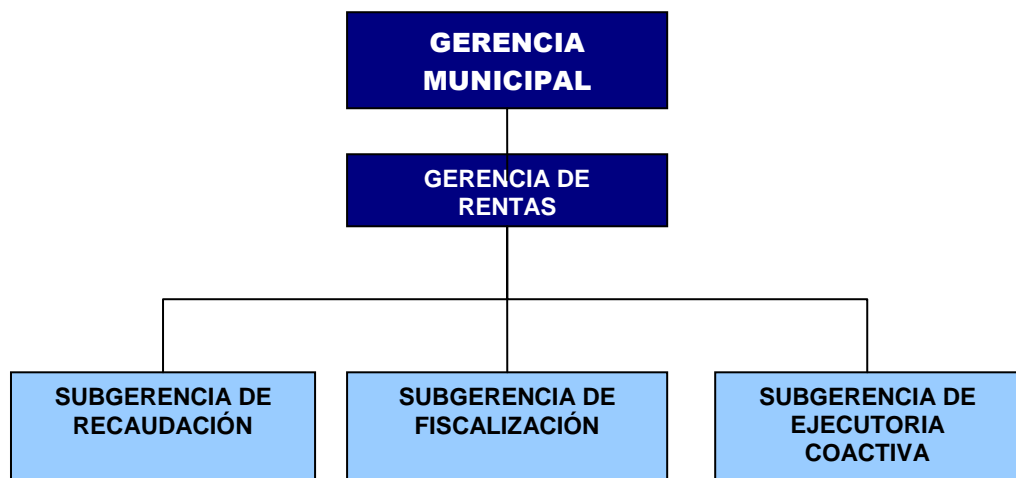 GERENCIA
MUNICIPAL
GERENCIA DE
RENTAS
SUBGERENCIA DE
RECAUDACIÓN
SUBGERENCIA DE
FISCALIZACIÓN
SUBGERENCIA DE
EJECUTORIA
COACTIVA